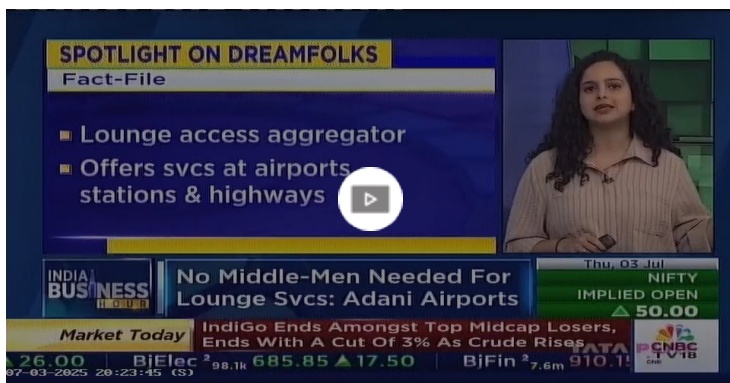 SPOTLIGHT ON DREAMFOLKS
Fact-File
Lounge access aggregator
Offers svcs at airports,
stations & highways
INDIA
BUSINESS
HOUR
No Middle-Men Needed For
Lounge Svcs: Adani Airports
Thu, 03 Jul
NIFTY
IMPLIED OPEN
▲ 50.00
Market Today
IndiGo Ends Amongst Top Midcap Losers,
Ends With A Cut Of 3% As Crude Rises
TATA
CNBC
TV18
26.00 BjElec 2 98.1k 685.85 ▲ 17.50 BjFin 2 7.6m 910.1
07-03-2025 20:23:45 (S)